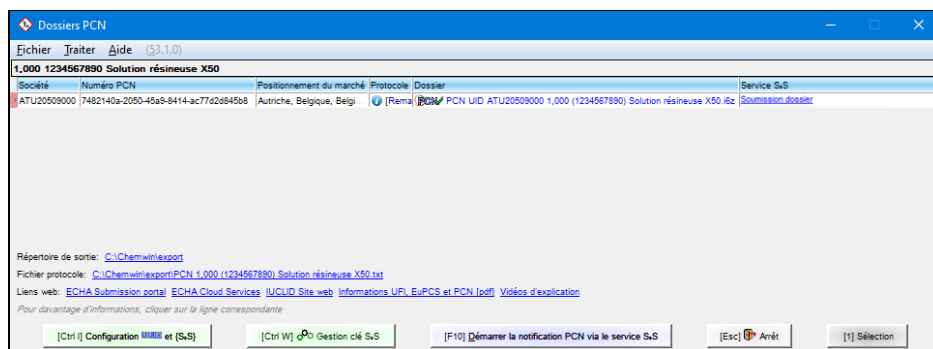 Dossiers PCN
Fichier Traiter Aide (53.1.0)
1,000 1234567890 Solution résineuse X50
Société Numéro PCN Positionnement du marché Protocole Dossier Service S₂S
ATU20509000 7482140a-2050-45a9-8414-ac77d2d845b8 Autriche, Belgique, Belgi... [Rema PCN UID ATU20509000 1,000 (1234567890) Solution résineuse X50.i6z Soumission dossier
Répertoire de sortie: C:\Chemwin\export
Fichier protocole: C:\Chemwin\export\PCN 1,000 (1234567890) Solution résineuse X50.txt
Liens web: ECHA Submission portal ECHA Cloud Services IUCLID Site web Informations UFI, EuPCS et PCN [pdf] Vidéos d'explication
Pour davantage d'informations, cliquer sur la ligne correspondante
[Ctrl I] Configuration et {S₂S} [Ctrl W] Gestion clé S₂S [F10] Démarrer la notification PCN via le service S₂S [Esc] Arrêt [1] Sélection